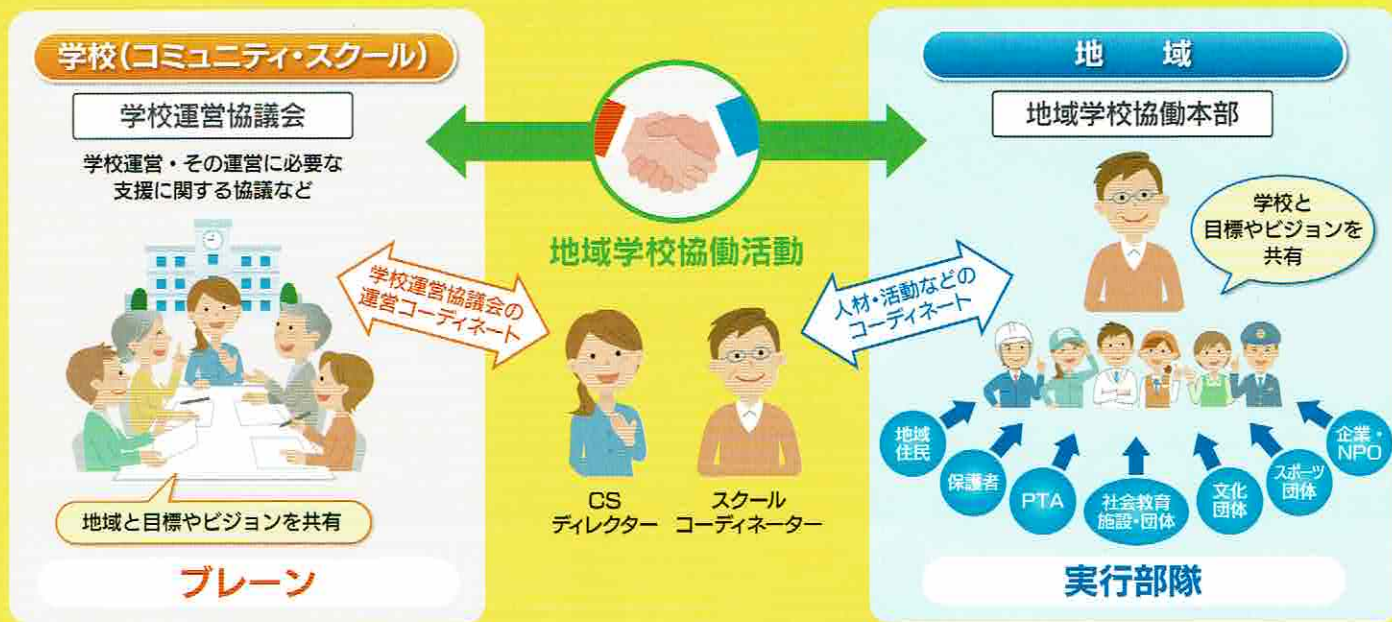 学校(コミュニティ・スクール)
学校運営協議会
学校運営・その運営に必要な
支援に関する協議など
地域と目標やビジョンを共有
ブレーン
地域学校協働活動
学校運営協議会の
運営コーディネート
人材・活動などの
コーディネート
CS
ディレクター
スクール
コーディネーター
地 域
地域学校協働本部
学校と
目標やビジョンを
共有
地域
住民
保護者
PTA
社会教育
施設・団体
文化
団体
スポーツ
団体
企業・
NPO
実行部隊